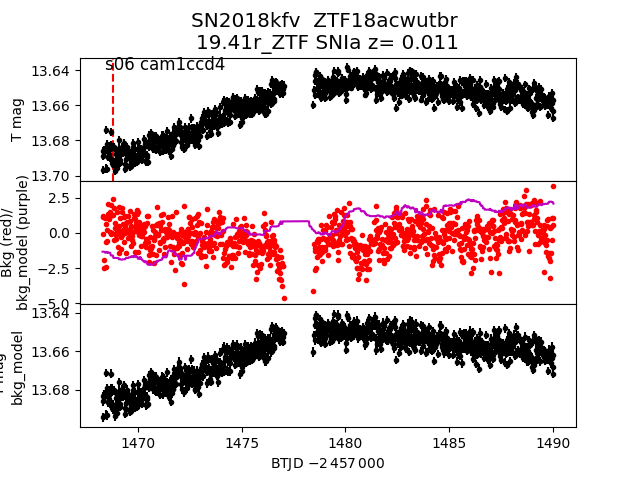 SN2018kfv ZTF18acwutbr
19.41r_ZTF SNIa z= 0.011
s06 cam1ccd4
T mag
13.64
13.66
13.68
13.70
Bkg (red)/
bkg_model (purple)
2.5
0.0
−2.5
−5.0
mag
bkg_model
13.64
13.66
13.68
1470
1475
1480
1485
1490
BTJD −2 457 000